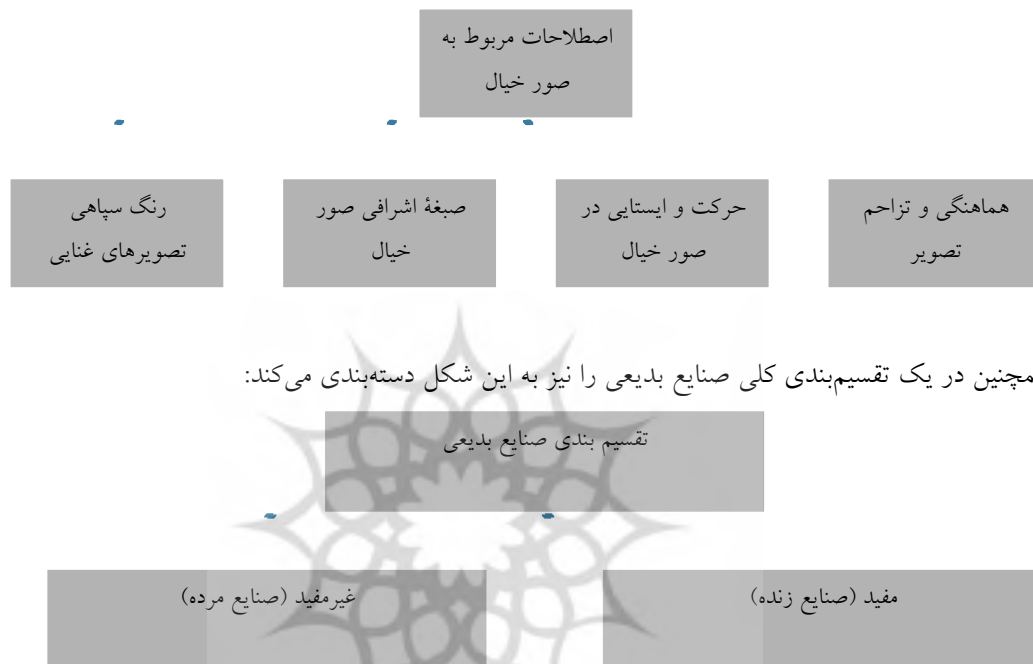 اصطلاحات مربوط به
صور خیال
هماهنگی و تزاحم
تصویر
حرکت و ایستایی در
صور خیال
صبغهٔ اشرافی صور
خیال
رنگ سپاهی
تصویرهای غنایی
مچنین در یک تقسیم‌بندی کلی صنایع بدیعی را نیز به این شکل دسته‌بندی می‌کند:
تقسیم بندی صنایع بدیعی
مفید (صنایع زنده)
غیرمفید (صنایع مرده)